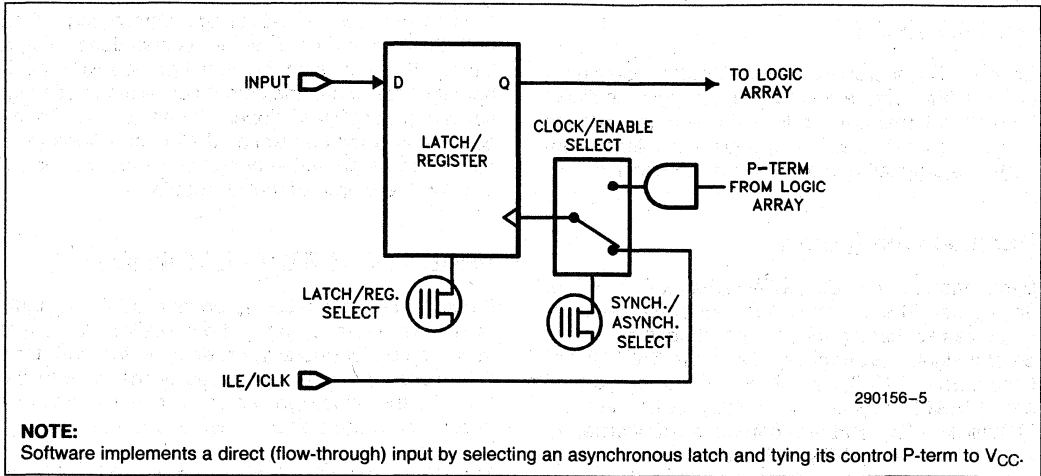 INPUT
D
Q
TO LOGIC
ARRAY
LATCH/
REGISTER
CLOCK/ENABLE
SELECT
P-TERM
FROM LOGIC
ARRAY
LATCH/REG.
SELECT
SYNCH./
ASYNCH.
SELECT
ILE/ICLK
290156-5
NOTE:
Software implements a direct (flow-through) input by selecting an asynchronous latch and tying its control P-term to VCC.